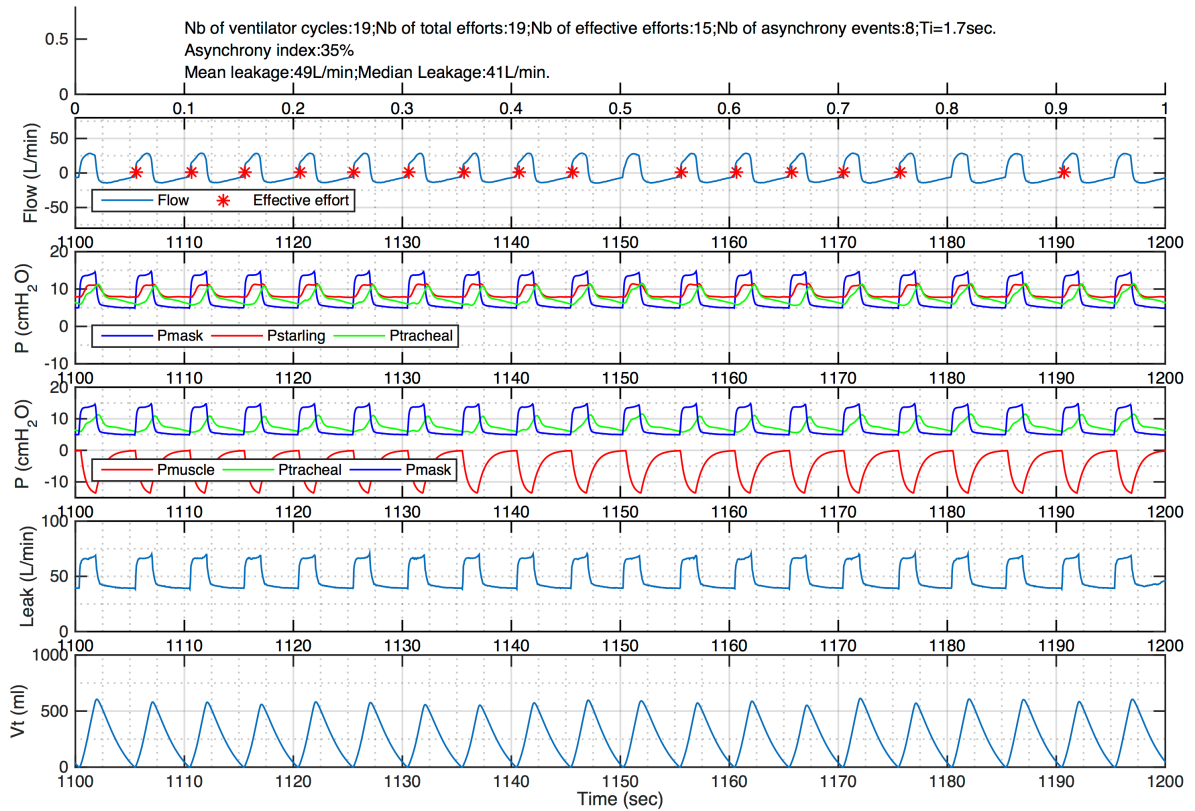 Nb of ventilator cycles:19;Nb of total efforts:19;Nb of effective efforts:15;Nb of asynchrony events:8;Ti=1.7sec.
Asynchrony index:35%
Mean leakage:49L/min;Median Leakage:41L/min.
0.5
0
0 0.1 0.2 0.3 0.4 0.5 0.6 0.7 0.8 0.9 1
Flow (L/min)
50
0
-50
Flow Effective effort
1100 1110 1120 1130 1140 1150 1160 1170 1180 1190 1200
P (cmH2O)
20
10
0
-10
Pmask Pstarling Ptracheal
1100 1110 1120 1130 1140 1150 1160 1170 1180 1190 1200
P (cmH2O)
20
10
0
-10
Pmuscle Ptracheal Pmask
1100 1110 1120 1130 1140 1150 1160 1170 1180 1190 1200
Leak (L/min)
100
50
0
1100 1110 1120 1130 1140 1150 1160 1170 1180 1190 1200
Vt (ml)
1000
500
0
1100 1110 1120 1130 1140 1150 1160 1170 1180 1190 1200
Time (sec)